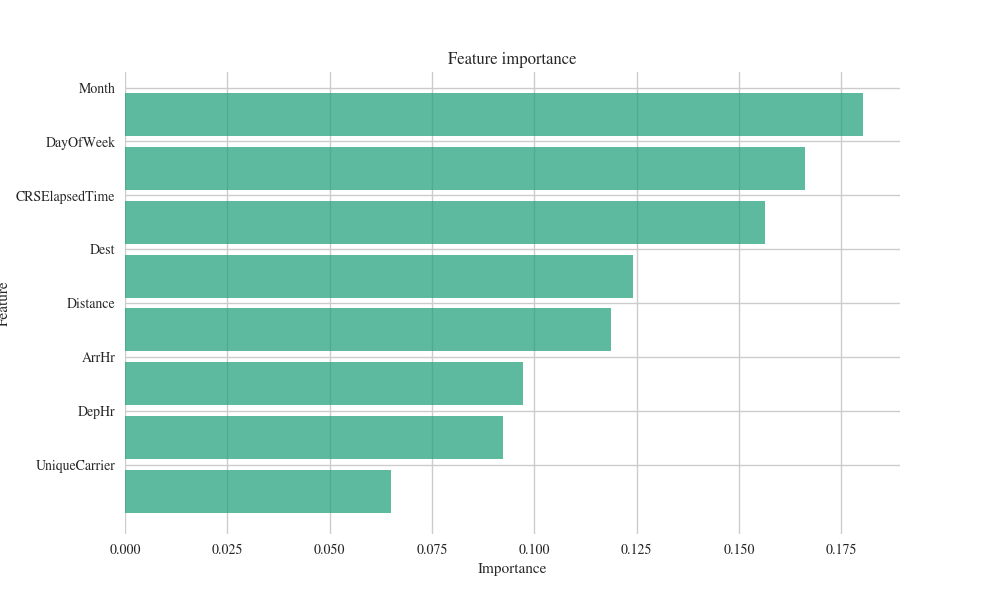 Feature importance
Month
DayOfWeek
CRSElapsedTime
Dest
Distance
ArrHr
DepHr
UniqueCarrier
Feature
0.000 0.025 0.050 0.075 0.100 0.125 0.150 0.175
Importance